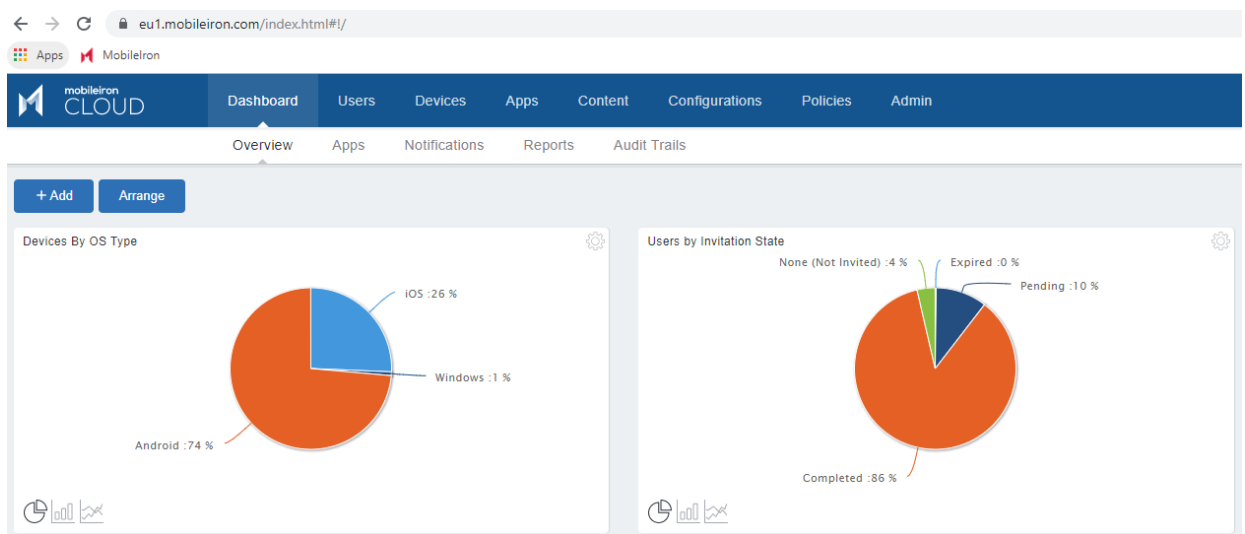 eu1.mobileiron.com/index.html#!/
Apps MobileIron
mobileiron
CLOUD
Dashboard Users Devices Apps Content Configurations Policies Admin
Overview Apps Notifications Reports Audit Trails
+ Add Arrange
Devices By OS Type
iOS :26 %
Windows :1 %
Android :74 %
Users by Invitation State
None (Not Invited) :4 % Expired :0 %
Pending :10 %
Completed :86 %